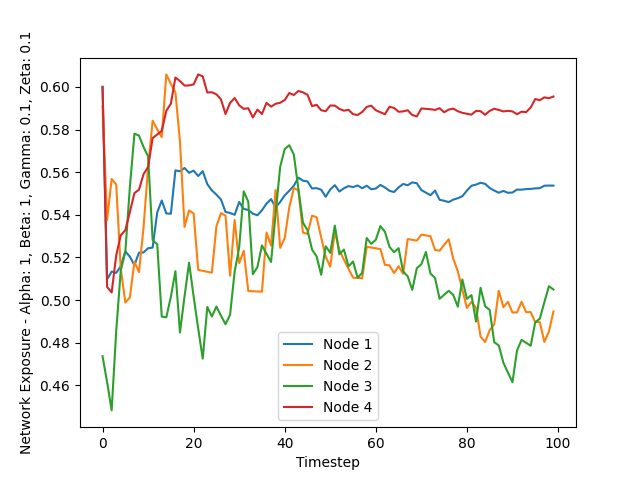 Network Exposure - Alpha: 1, Beta: 1, Gamma: 0.1, Zeta: 0.1
0.60
0.58
0.56
0.54
0.52
0.50
0.48
0.46
Node 1
Node 2
Node 3
Node 4
0 20 40 60 80 100
Timestep